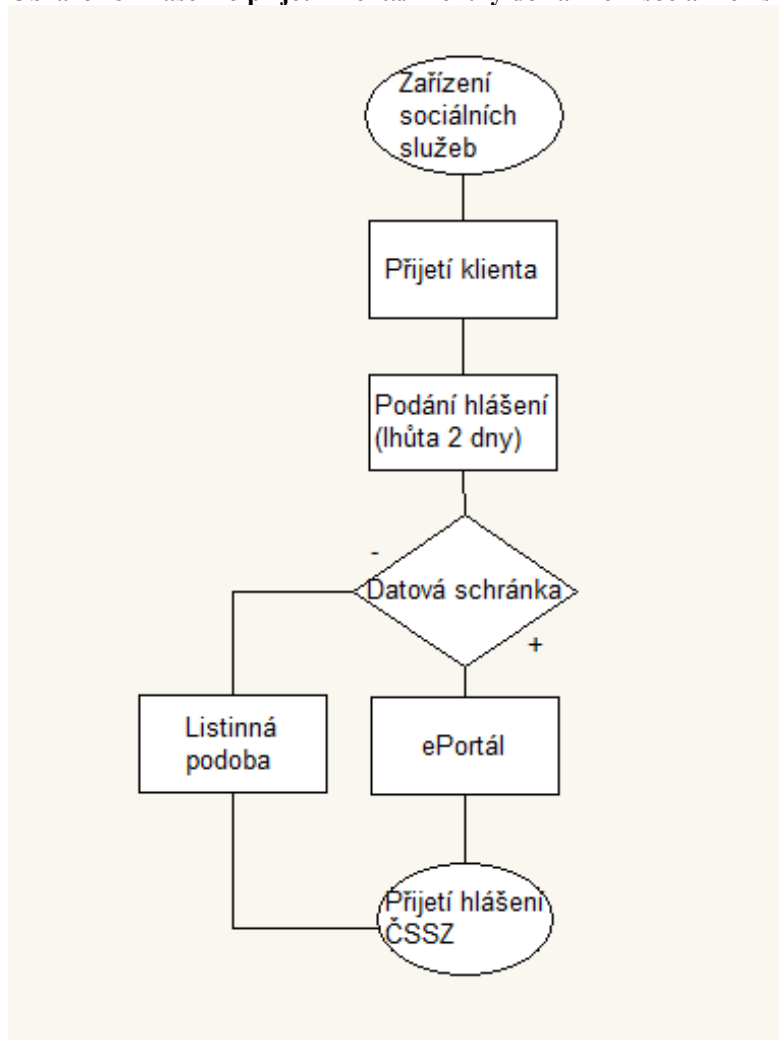 Zařízení
sociálních
služeb
Přijetí klienta
Podání hlášení
(lhůta 2 dny)
-
Datová schránka
+
Listinná
podoba
ePortál
Přijetí hlášení
ČSSZ